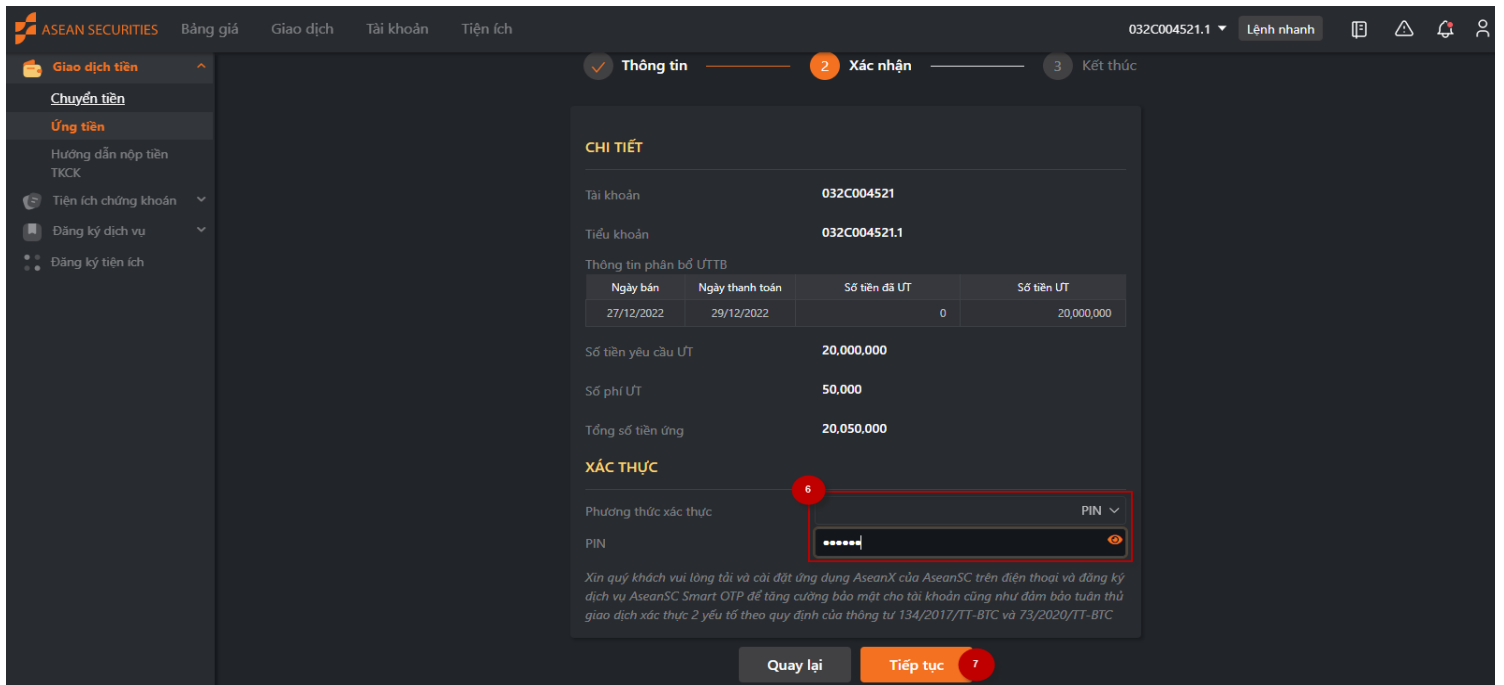 ASEAN SECURITIES Bảng giá Giao dịch Tài khoản Tiện ích 032C004521.1 Lệnh nhanh
Giao dịch tiền
Chuyển tiền
Ứng tiền
Hướng dẫn nộp tiền
TKCK
Tiện ích chứng khoán
Đăng ký dịch vụ
Đăng ký tiện ích
Thông tin 2 Xác nhận 3 Kết thúc
CHI TIẾT
Tài khoản 032C004521
Tiểu khoản 032C004521.1
Thông tin phân bổ ƯTTB
Ngày bán Ngày thanh toán Số tiền đã ƯT Số tiền ƯT
27/12/2022 29/12/2022 0 20,000,000
Số tiền yêu cầu ƯT 20,000,000
Số phí ƯT 50,000
Tổng số tiền ứng 20,050,000
XÁC THỰC
6
Phương thức xác thực PIN
PIN ••••••
Xin quý khách vui lòng tải và cài đặt ứng dụng AseanX của AseanSC trên điện thoại và đăng ký
dịch vụ AseanSC Smart OTP để tăng cường bảo mật cho tài khoản cũng như đảm bảo tuân thủ
giao dịch xác thực 2 yếu tố theo quy định của thông tư 134/2017/TT-BTC và 73/2020/TT-BTC
Quay lại Tiếp tục 7